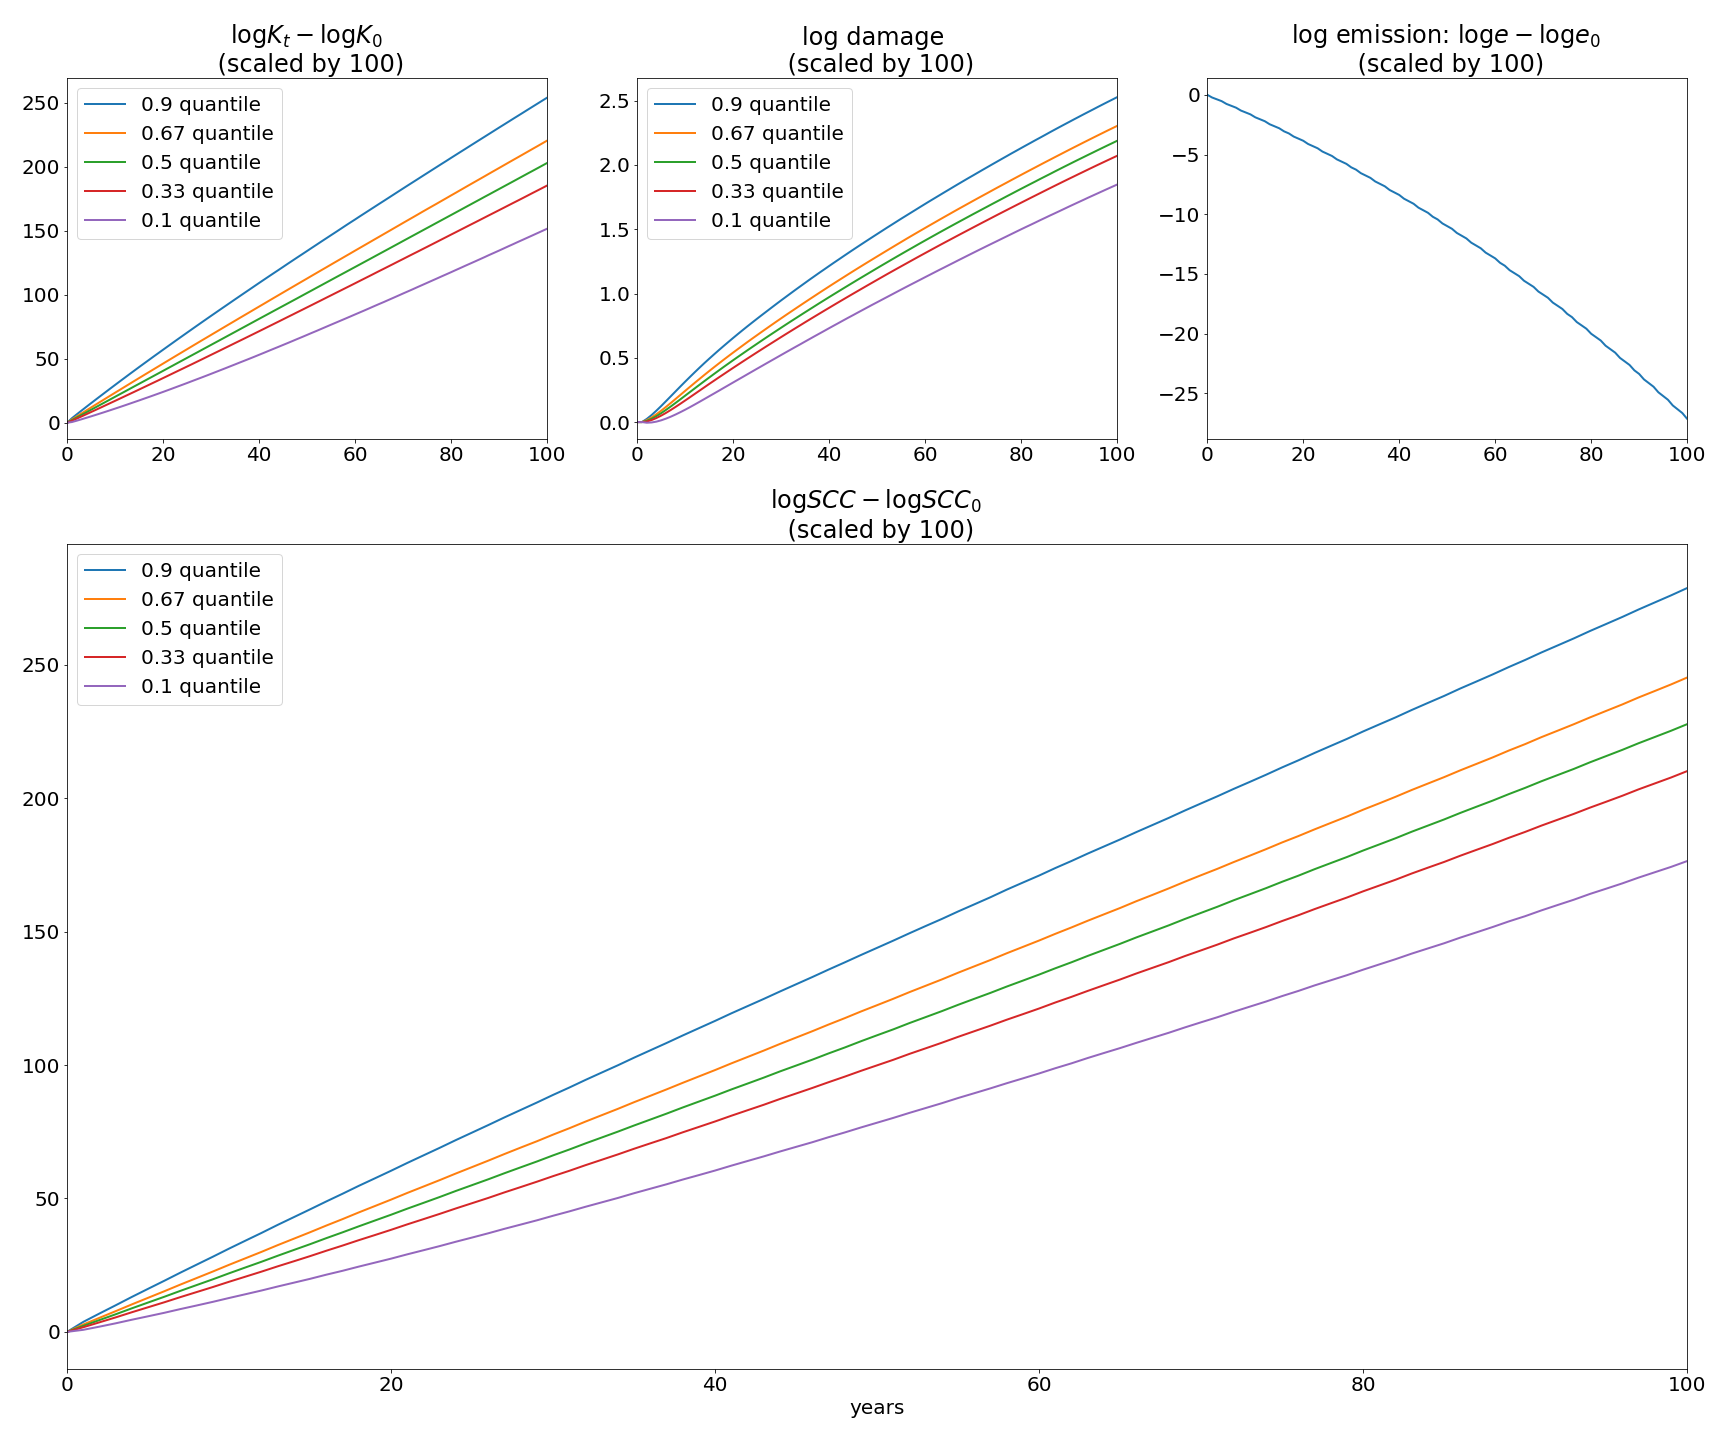 logK_t − logK_0
(scaled by 100)
250
200
150
100
50
0
0 20 40 60 80 100
0.9 quantile
0.67 quantile
0.5 quantile
0.33 quantile
0.1 quantile
log damage
(scaled by 100)
2.5
2.0
1.5
1.0
0.5
0.0
0 20 40 60 80 100
0.9 quantile
0.67 quantile
0.5 quantile
0.33 quantile
0.1 quantile
log emission: loge − loge_0
(scaled by 100)
0
−5
−10
−15
−20
−25
0 20 40 60 80 100
logSCC − logSCC_0
(scaled by 100)
250
200
150
100
50
0
0 20 40 60 80 100
0.9 quantile
0.67 quantile
0.5 quantile
0.33 quantile
0.1 quantile
years